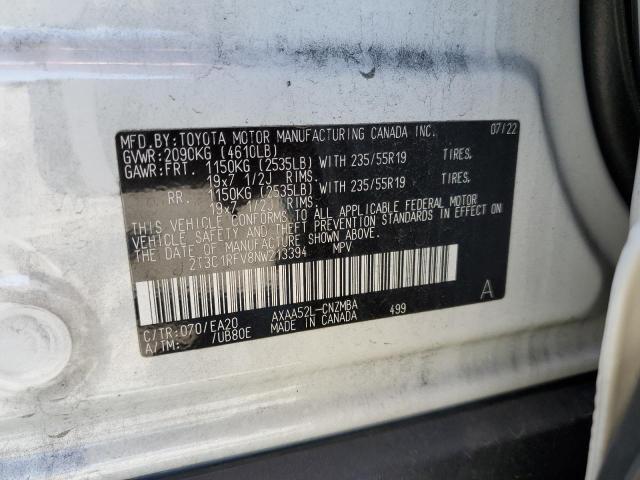 MFD.BY:TOYOTA MOTOR MANUFACTURING CANADA INC. 07/22
GVWR:2090KG (4610LB)
GAWR:FRT. 1150KG (2535LB) WITH 235/55R19 TIRES,
19x7 1/2J RIMS.
RR. 1150KG (2535LB) WITH 235/55R19 TIRES,
19x7 1/2J RIMS.
THIS VEHICLE CONFORMS TO ALL APPLICABLE FEDERAL MOTOR
VEHICLE SAFETY AND THEFT PREVENTION STANDARDS IN EFFECT ON
THE DATE OF MANUFACTURE SHOWN ABOVE.
2T3C1RFV8NW213394 MPV
A
C/TR:070/EA20 AXAA52L-CNZMBA 499
A/TM: /UB80E MADE IN CANADA